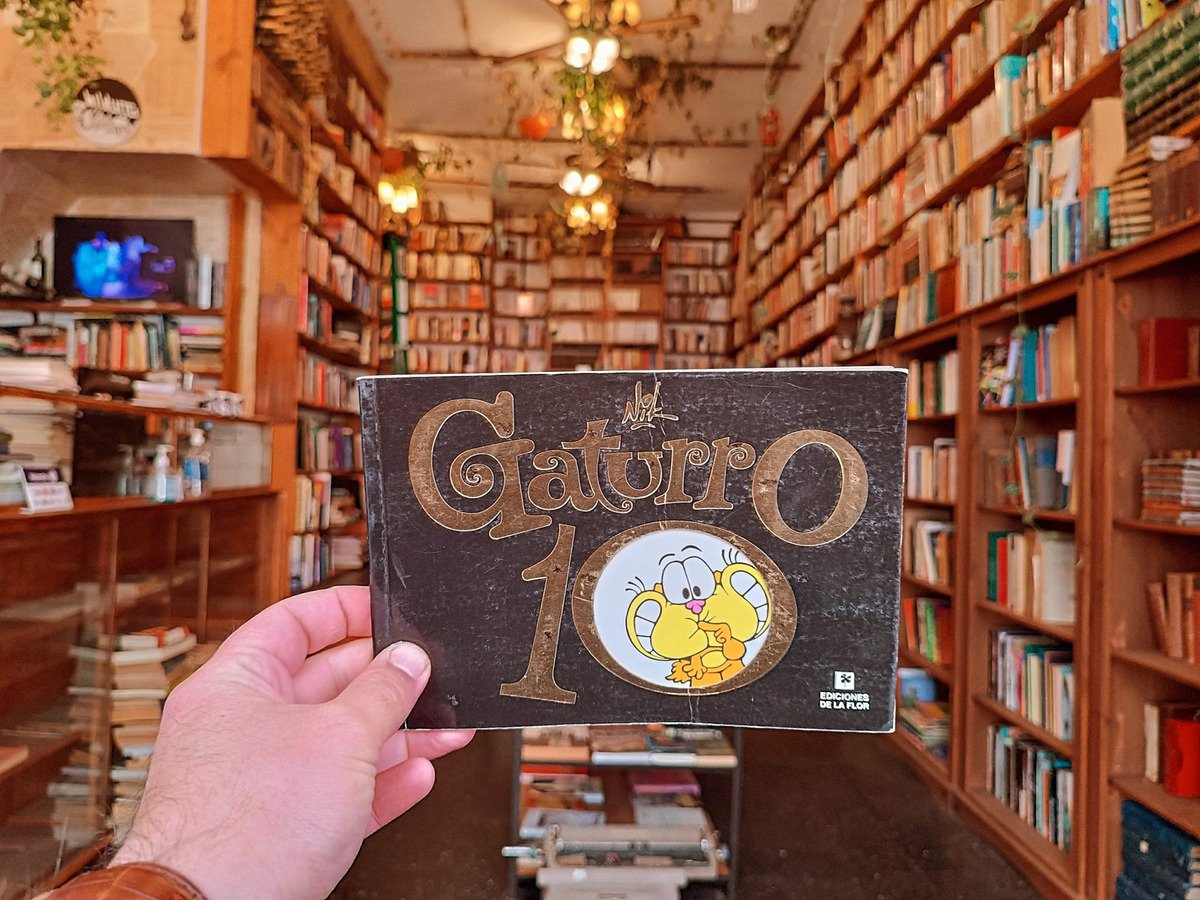 Nik
Gaturro
10
EDICIONES
DE LA FLOR